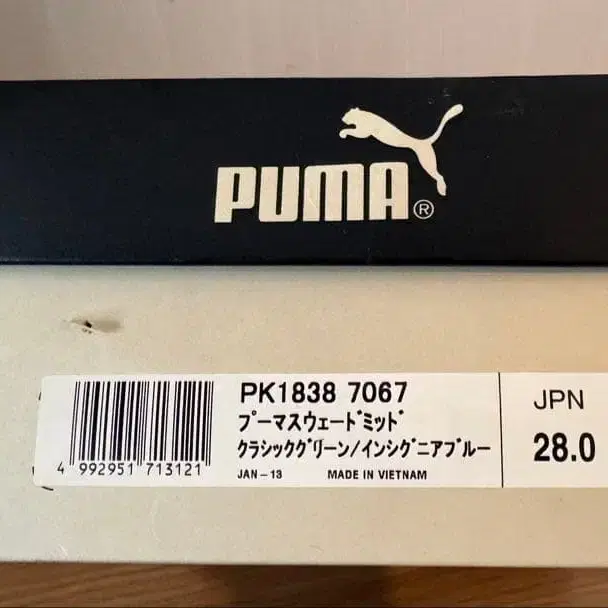 PUMA®
PK1838 7067
プーマスウェードミッド
クラシックグリーン/インシグニアブルー
4 992951 713121
JAN-13 MADE IN VIETNAM
JPN
28.0